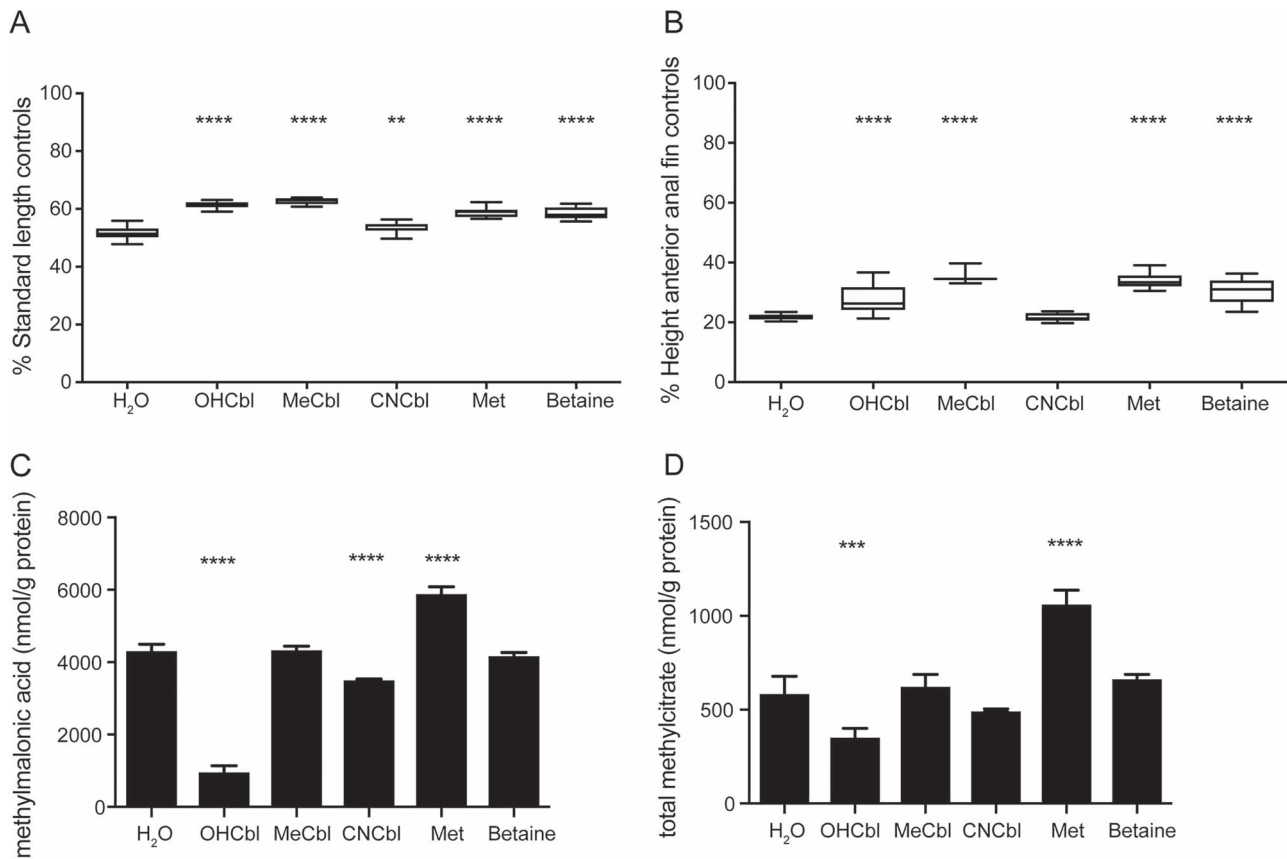 A
% Standard length controls
100
80
60
40
20
0
**** **** ** **** ****
H₂O OHCbl MeCbl CNCbl Met Betaine
B
% Height anterior anal fin controls
100
80
60
40
20
0
**** **** **** ****
H₂O OHCbl MeCbl CNCbl Met Betaine
C
methylmalonic acid (nmol/g protein)
8000
6000
4000
2000
0
**** **** ****
H₂O OHCbl MeCbl CNCbl Met Betaine
D
total methylcitrate (nmol/g protein)
1500
1000
500
0
*** ****
H₂O OHCbl MeCbl CNCbl Met Betaine